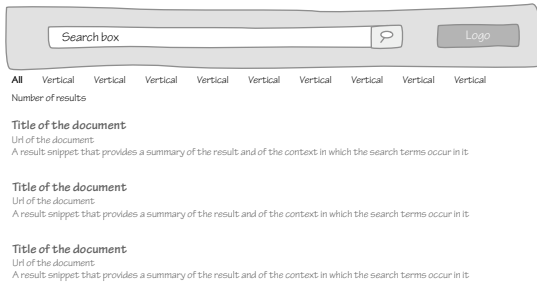 Search box
Logo
All Vertical Vertical Vertical Vertical Vertical Vertical Vertical Vertical Vertical
Number of results
Title of the document
Url of the document
A result snippet that provides a summary of the result and of the context in which the search terms occur in it
Title of the document
Url of the document
A result snippet that provides a summary of the result and of the context in which the search terms occur in it
Title of the document
Url of the document
A result snippet that provides a summary of the result and of the context in which the search terms occur in it